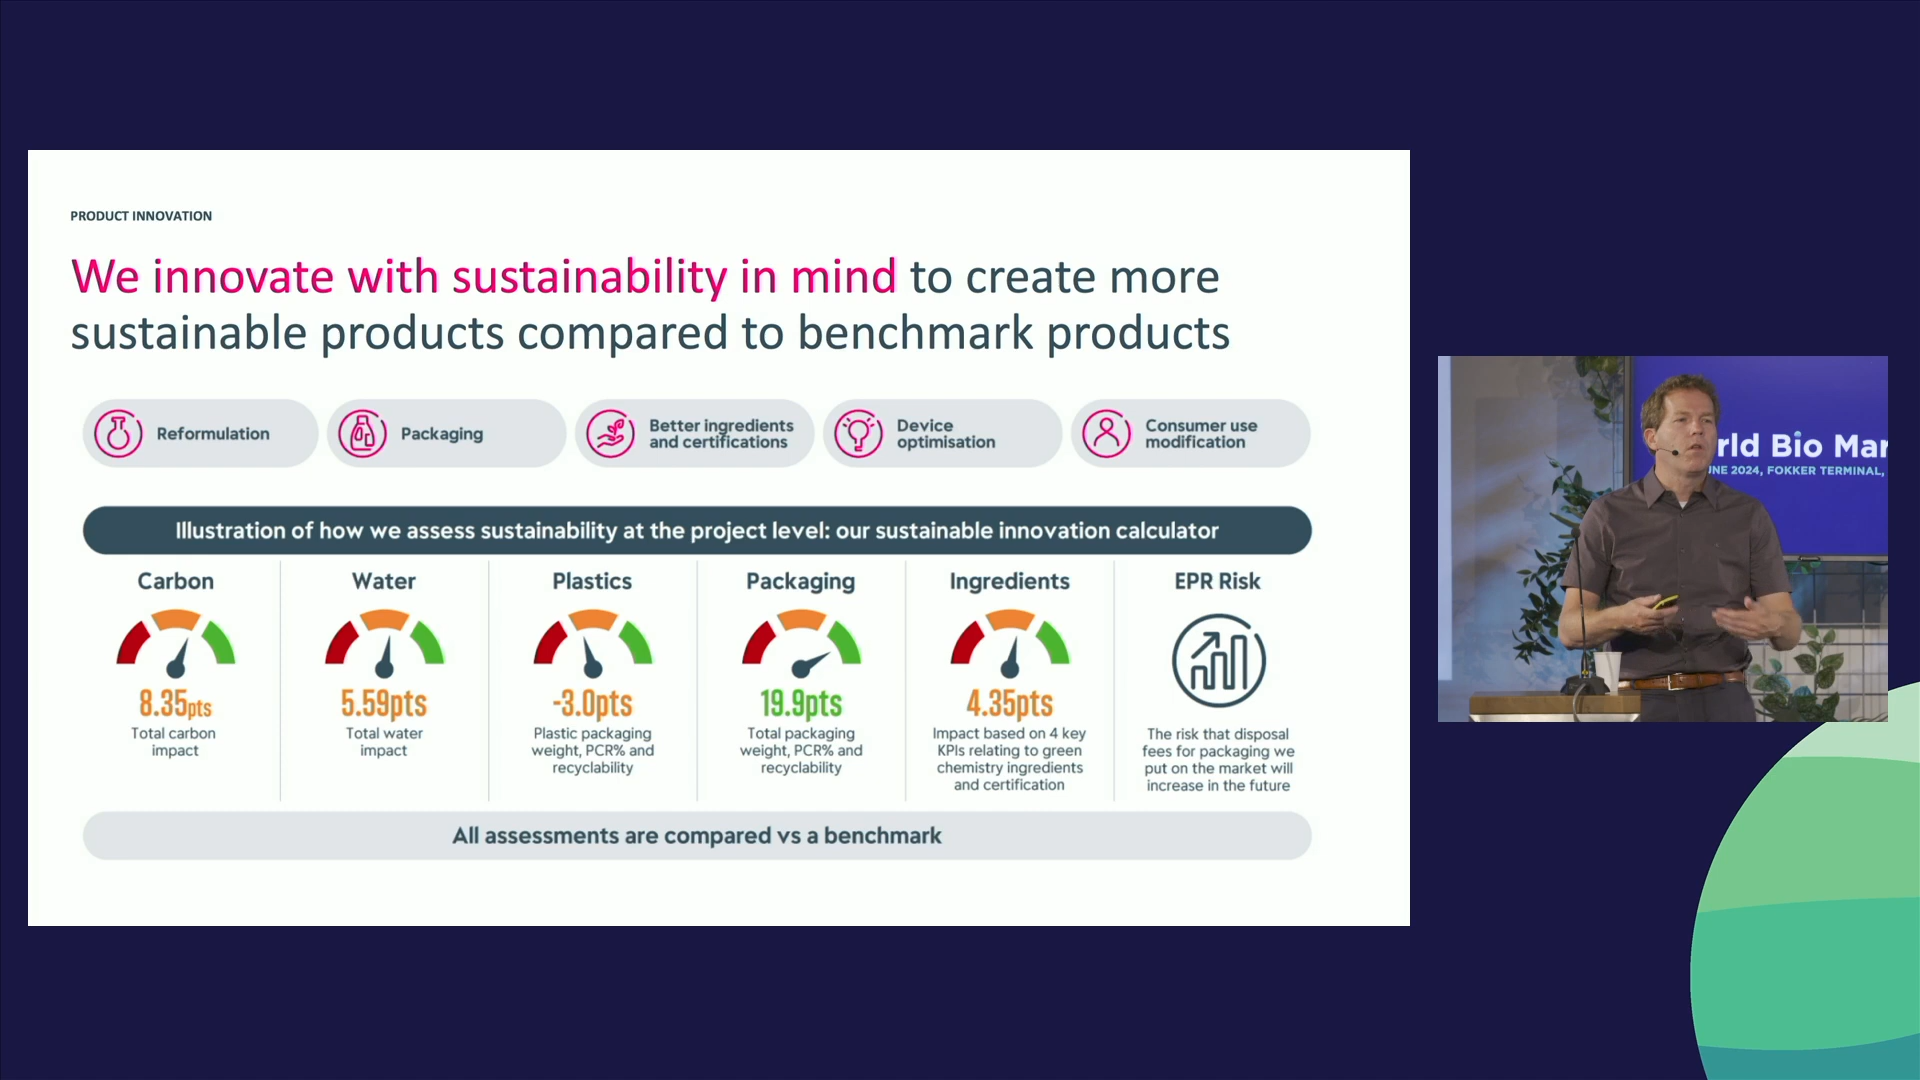 PRODUCT INNOVATION
We innovate with sustainability in mind to create more
sustainable products compared to benchmark products
Reformulation
Packaging
Better ingredients
and certifications
Device
optimisation
Consumer use
modification
Illustration of how we assess sustainability at the project level: our sustainable innovation calculator
Carbon
8.35pts
Total carbon
impact
Water
5.59pts
Total water
impact
Plastics
-3.0pts
Plastic packaging
weight, PCR% and
recyclability
Packaging
19.9pts
Total packaging
weight, PCR% and
recyclability
Ingredients
4.35pts
Impact based on 4 key
KPIs relating to green
chemistry ingredients
and certification
EPR Risk
The risk that disposal
fees for packaging we
put on the market will
increase in the future
All assessments are compared vs a benchmark
rld Bio Mar
UNE 2024, FOKKER TERMINAL,